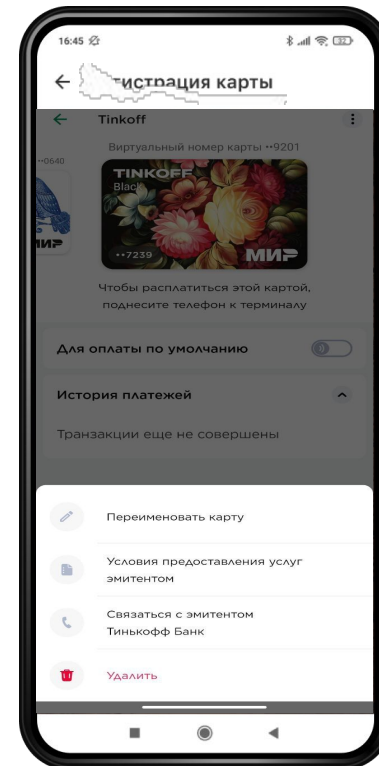 16:45
32
истрация карты
Tinkoff
Виртуальный номер карты ••9201
••0640
TINKOFF
Black
••7239
МИР
Чтобы расплатиться этой картой,
поднесите телефон к терминалу
Для оплаты по умолчанию
История платежей
Транзакции еще не совершены
Переименовать карту
Условия предоставления услуг
эмитентом
Связаться с эмитентом
Тинькофф Банк
Удалить